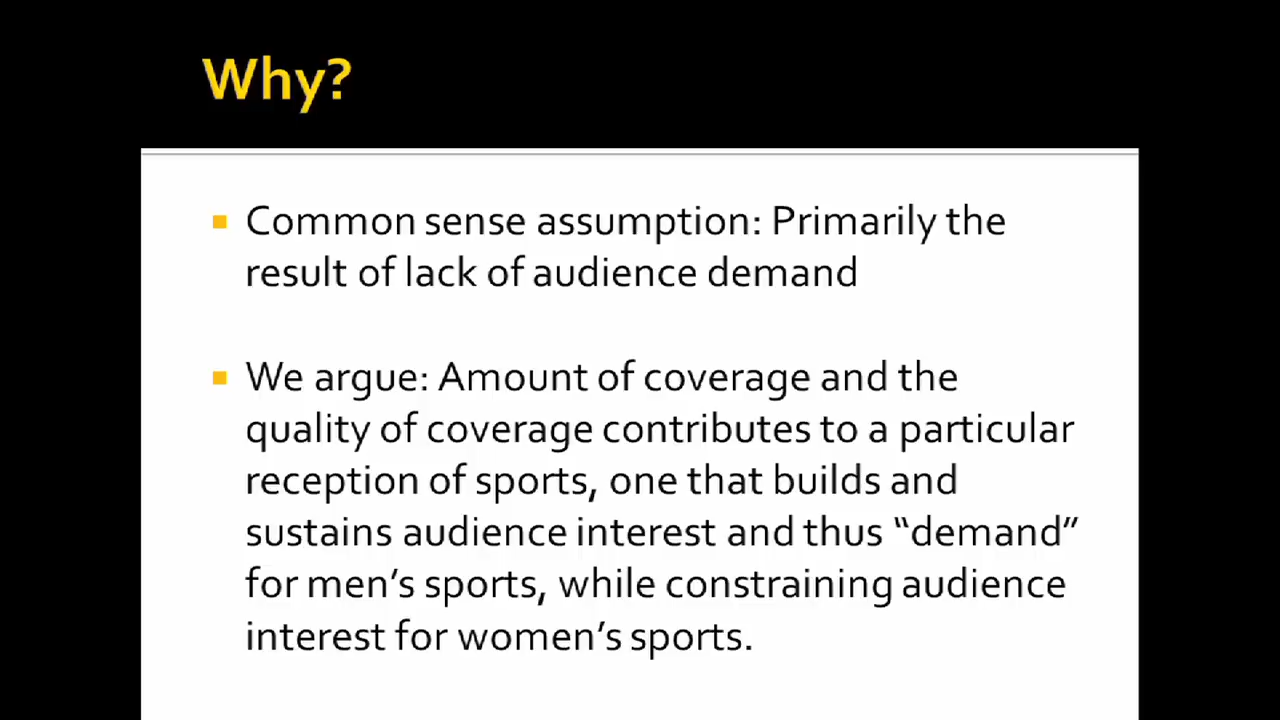 Why?
Common sense assumption: Primarily the
result of lack of audience demand
We argue: Amount of coverage and the
quality of coverage contributes to a particular
reception of sports, one that builds and
sustains audience interest and thus “demand”
for men’s sports, while constraining audience
interest for women’s sports.